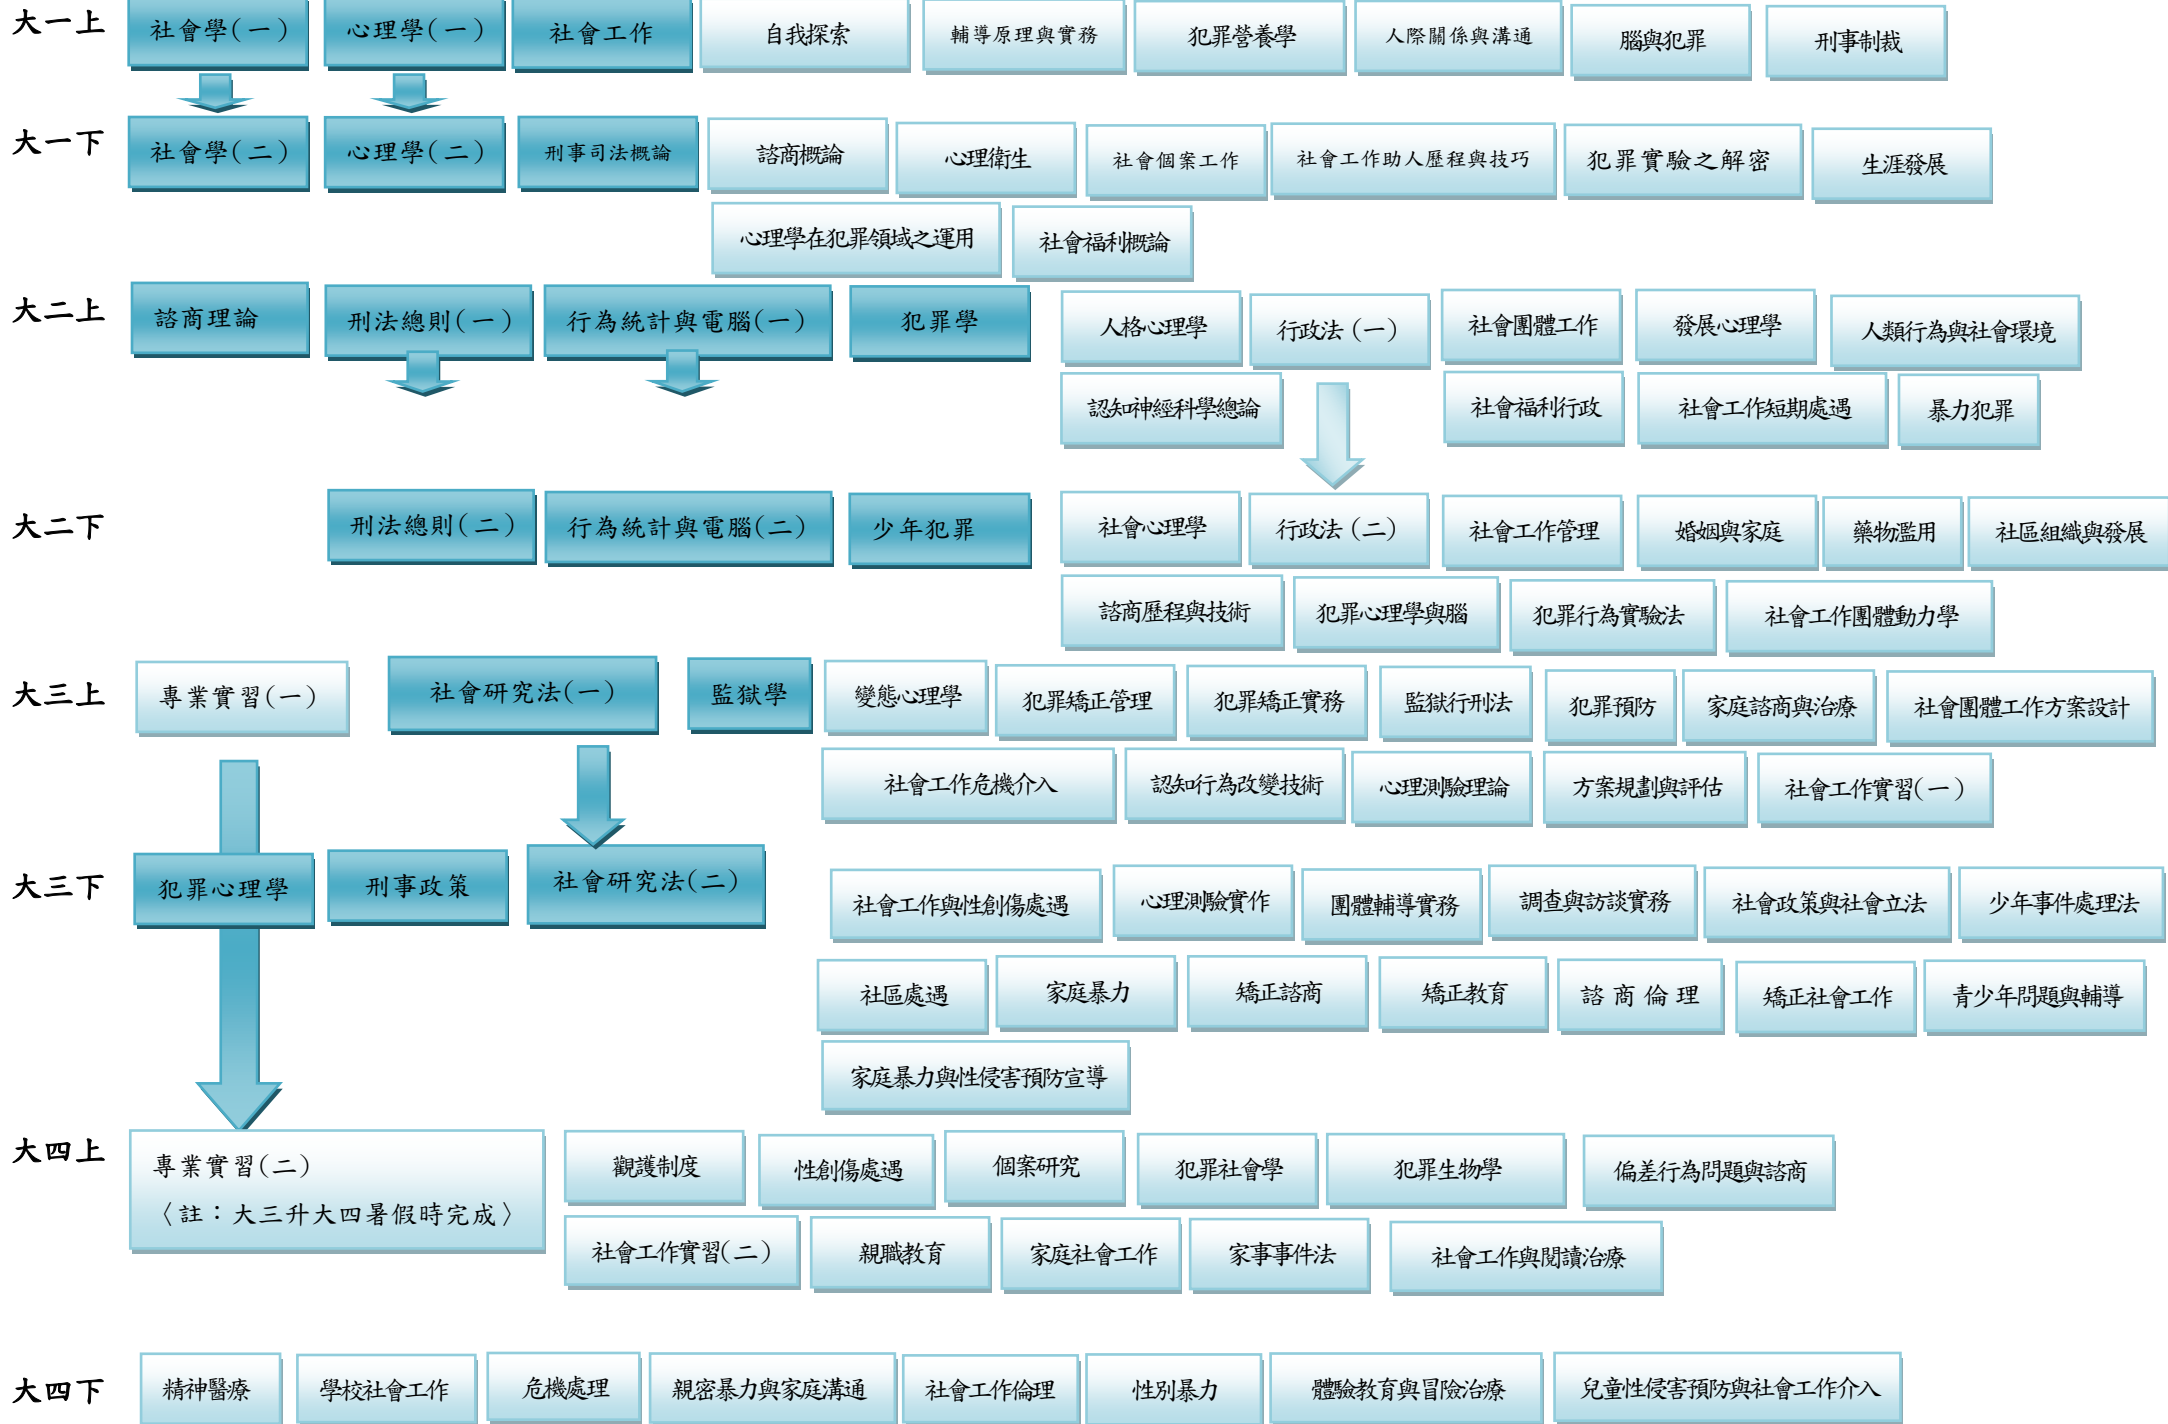 大一上
社會學(一)
心理學(一)
社會工作
自我探索
輔導原理與實務
犯罪營養學
人際關係與溝通
腦與犯罪
刑事制裁
大一下
社會學(二)
心理學(二)
刑事司法概論
諮商概論
心理衛生
社會個案工作
社會工作助人歷程與技巧
犯罪實驗之解密
生涯發展
心理學在犯罪領域之運用
社會福利概論
大二上
諮商理論
刑法總則(一)
行為統計與電腦(一)
犯罪學
人格心理學
行政法 (一)
社會團體工作
發展心理學
人類行為與社會環境
認知神經科學總論
社會福利行政
社會工作短期處遇
暴力犯罪
大二下
刑法總則(二)
行為統計與電腦(二)
少年犯罪
社會心理學
行政法 (二)
社會工作管理
婚姻與家庭
藥物濫用
社區組織與發展
諮商歷程與技術
犯罪心理學與腦
犯罪行為實驗法
社會工作團體動力學
大三上
專業實習(一)
社會研究法(一)
監獄學
變態心理學
犯罪矯正管理
犯罪矯正實務
監獄行刑法
犯罪預防
家庭諮商與治療
社會團體工作方案設計
社會工作危機介入
認知行為改變技術
心理測驗理論
方案規劃與評估
社會工作實習(一)
大三下
犯罪心理學
刑事政策
社會研究法(二)
社會工作與性創傷處遇
心理測驗實作
團體輔導實務
調查與訪談實務
社會政策與社會立法
少年事件處理法
社區處遇
家庭暴力
矯正諮商
矯正教育
諮商倫理
矯正社會工作
青少年問題與輔導
家庭暴力與性侵害預防宣導
大四上
專業實習(二)
〈註：大三升大四暑假時完成〉
觀護制度
性創傷處遇
個案研究
犯罪社會學
犯罪生物學
偏差行為問題與諮商
社會工作實習(二)
親職教育
家庭社會工作
家事事件法
社會工作與閱讀治療
大四下
精神醫療
學校社會工作
危機處理
親密暴力與家庭溝通
社會工作倫理
性別暴力
體驗教育與冒險治療
兒童性侵害預防與社會工作介入